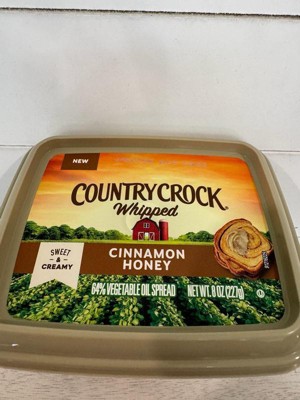 NEW
COUNTRY CROCK®
Whipped
CINNAMON
HONEY
SWEET
&
CREAMY
64% VEGETABLE OIL SPREAD NET WT. 8 OZ (227g)